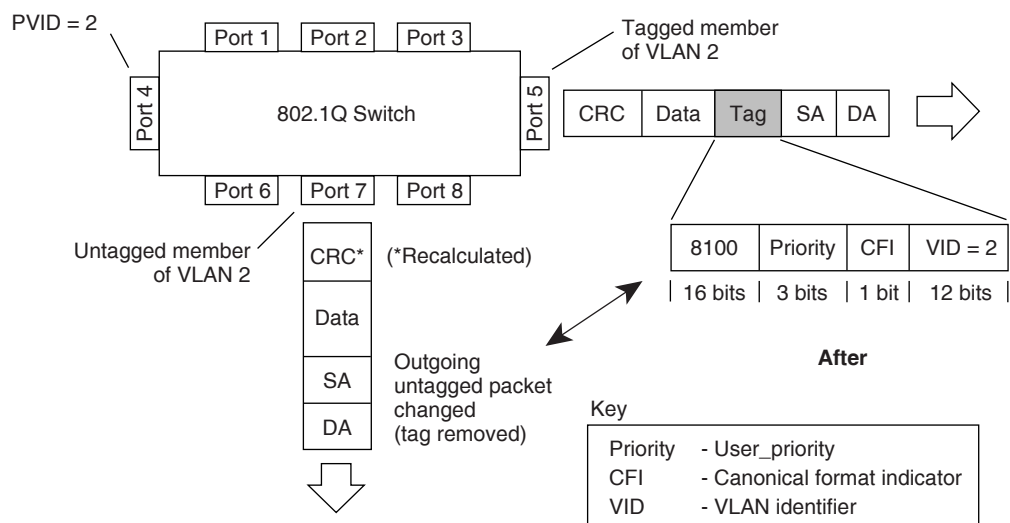 PVID = 2
Port 1
Port 2
Port 3
Tagged member
of VLAN 2
Port 4
802.1Q Switch
Port 5
CRC
Data
Tag
SA
DA
Port 6
Port 7
Port 8
Untagged member
of VLAN 2
CRC*
(*Recalculated)
Data
SA
DA
8100
Priority
CFI
VID = 2
16 bits
3 bits
1 bit
12 bits
After
Outgoing
untagged packet
changed
(tag removed)
Key
Priority - User_priority
CFI - Canonical format indicator
VID - VLAN identifier